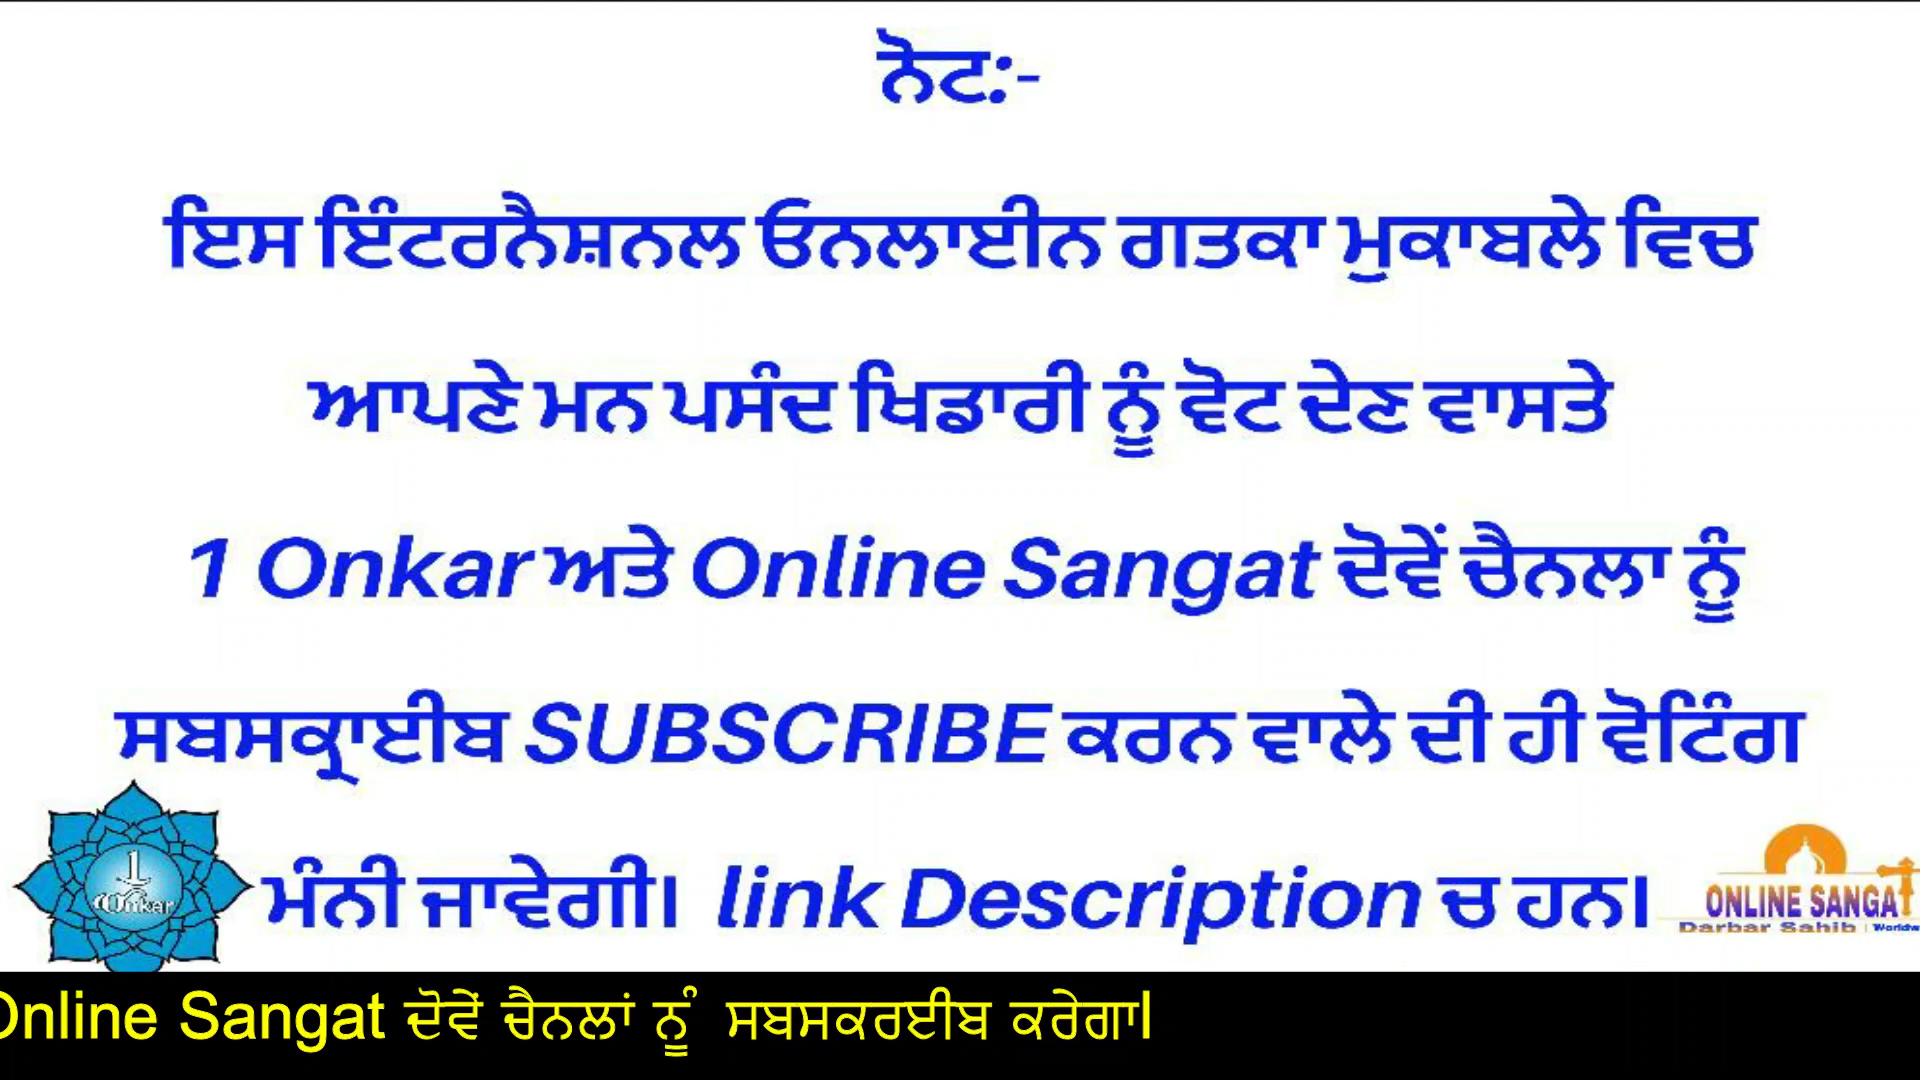 ਨੋਟ:-
ਇਸ ਇੰਟਰਨੈਸ਼ਨਲ ਓਨਲਾਈਨ ਗਤਕਾ ਮੁਕਾਬਲੇ ਵਿਚ
ਆਪਣੇ ਮਨ ਪਸੰਦ ਖਿਡਾਰੀ ਨੂੰ ਵੋਟ ਦੇਣ ਵਾਸਤੇ
1 Onkar ਅਤੇ Online Sangat ਦੋਵੇਂ ਚੈਨਲਾ ਨੂੰ
ਸਬਸਕ੍ਰਾਈਬ SUBSCRIBE ਕਰਨ ਵਾਲੇ ਦੀ ਹੀ ਵੋਟਿੰਗ
ਮੰਨੀ ਜਾਵੇਗੀ। link Description ਚ ਹਨ।
1 Onkar
ONLINE SANGAT
Darbar Sahib |
Online Sangat ਦੋਵੇਂ ਚੈਨਲਾਂ ਨੂੰ ਸਬਸਕਰਈਬ ਕਰੇਗਾ।